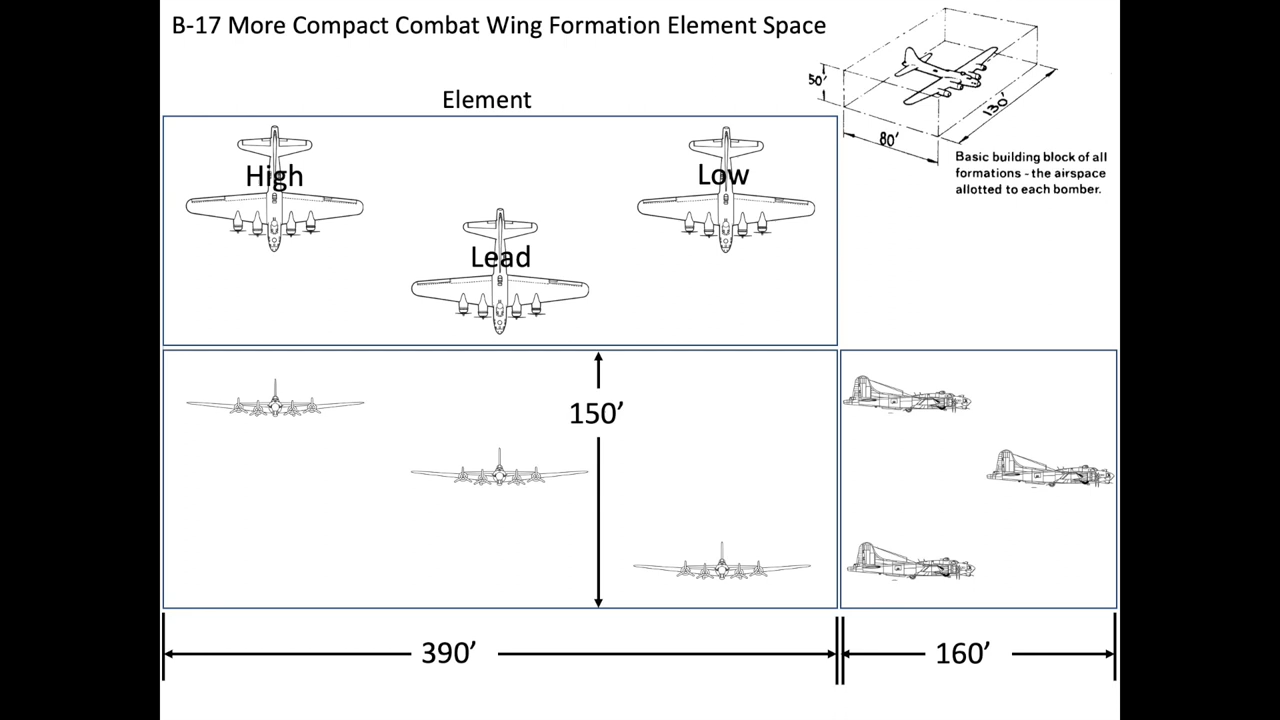 B-17 More Compact Combat Wing Formation Element Space
50'
130'
80'
Basic building block of all
formations - the airspace
allotted to each bomber.
Element
High
Low
Lead
150’
390’
160’